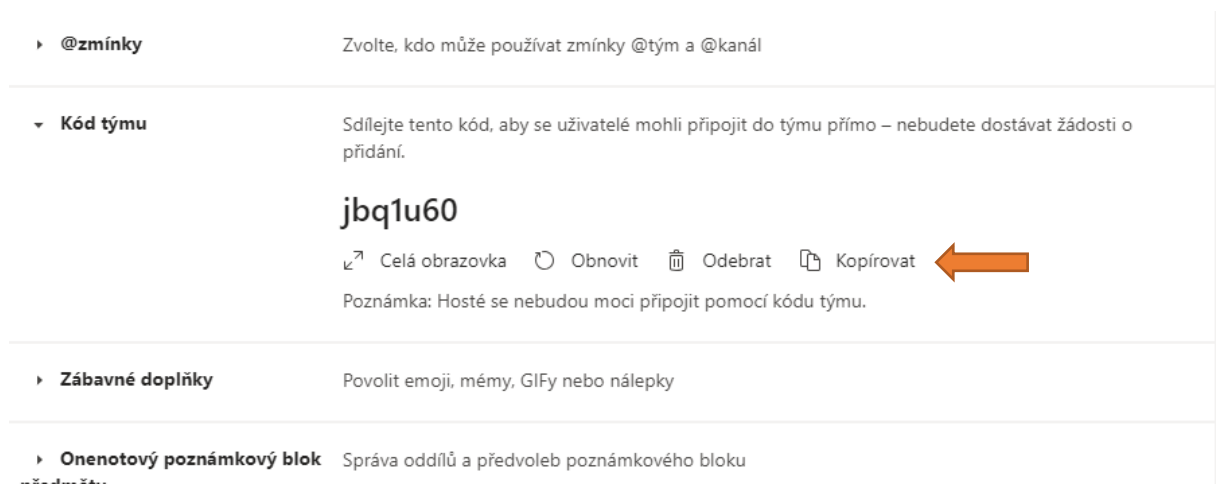 @zmínky
Zvolte, kdo může používat zmínky @tým a @kanál
Kód týmu
Sdílejte tento kód, aby se uživatelé mohli připojit do týmu přímo – nebudete dostávat žádosti o
přidání.
jbq1u60
Celá obrazovka Obnovit Odebrat Kopírovat
Poznámka: Hosté se nebudou moci připojit pomocí kódu týmu.
Zábavné doplňky
Povolit emoji, mémy, GIFy nebo nálepky
Onenotový poznámkový blok
předmětu
Správa oddílů a předvoleb poznámkového bloku